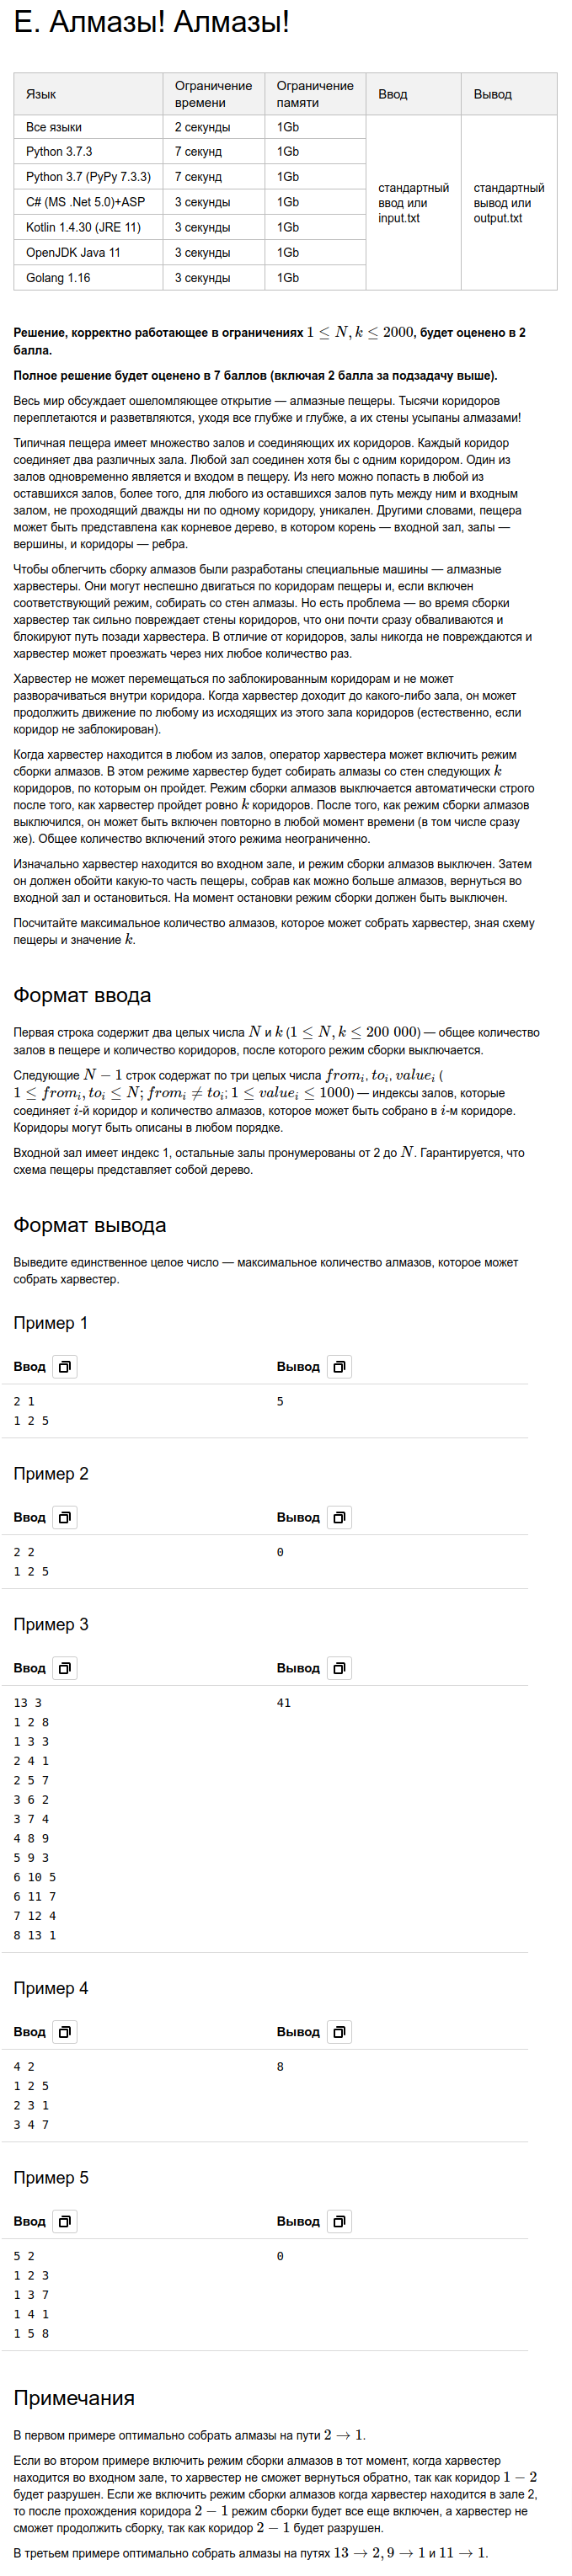 E. Алмазы! Алмазы!
Язык
Ограничение времени
Ограничение памяти
Ввод
Вывод
Все языки 2 секунды 1Gb
стандартный ввод или input.txt
стандартный вывод или output.txt
Python 3.7.3 7 секунд 1Gb
Python 3.7 (PyPy 7.3.3) 7 секунд 1Gb
C# (MS .Net 5.0)+ASP 3 секунды 1Gb
Kotlin 1.4.30 (JRE 11) 3 секунды 1Gb
OpenJDK Java 11 3 секунды 1Gb
Golang 1.16 3 секунды 1Gb
Решение, корректно работающее в ограничениях 1 ≤ N, k ≤ 2000, будет оценено в 2
балла.
Полное решение будет оценено в 7 баллов (включая 2 балла за подзадачу выше).
Весь мир обсуждает ошеломляющее открытие — алмазные пещеры. Тысячи коридоров
переплетаются и разветвляются, уходя все глубже и глубже, а их стены усыпаны алмазами!
Типичная пещера имеет множество залов и соединяющих их коридоров. Каждый коридор
соединяет два различных зала. Любой зал соединен хотя бы с одним коридором. Один из
залов одновременно является и входом в пещеру. Из него можно попасть в любой из
оставшихся залов, более того, для любого из оставшихся залов путь между ним и входным
залом, не проходящий дважды ни по одному коридору, уникален. Другими словами, пещера
может быть представлена как корневое дерево, в котором корень — входной зал, залы —
вершины, и коридоры — ребра.
Чтобы облегчить сборку алмазов были разработаны специальные машины — алмазные
харвестеры. Они могут неспешно двигаться по коридорам пещеры и, если включен
соответствующий режим, собирать со стен алмазы. Но есть проблема — во время сборки
харвестер так сильно повреждает стены коридоров, что они почти сразу обваливаются и
блокируют путь позади харвестера. В отличие от коридоров, залы никогда не повреждаются и
харвестер может проезжать через них любое количество раз.
Харвестер не может перемещаться по заблокированным коридорам и не может
разворачиваться внутри коридора. Когда харвестер доходит до какого-либо зала, он может
продолжить движение по любому из исходящих из этого зала коридоров (естественно, если
коридор не заблокирован).
Когда харвестер находится в любом из залов, оператор харвестера может включить режим
сборки алмазов. В этом режиме харвестер будет собирать алмазы со стен следующих k
коридоров, по которым он пройдет. Режим сборки алмазов выключается автоматически строго
после того, как харвестер пройдет ровно k коридоров. После того, как режим сборки алмазов
выключился, он может быть включен повторно в любой момент времени (в том числе сразу
же). Общее количество включений этого режима неограниченно.
Изначально харвестер находится во входном зале, и режим сборки алмазов выключен. Затем
он должен обойти какую-то часть пещеры, собрав как можно больше алмазов, вернуться во
входной зал и остановиться. На момент остановки режим сборки должен быть выключен.
Посчитайте максимальное количество алмазов, которое может собрать харвестер, зная схему
пещеры и значение k.
Формат ввода
Первая строка содержит два целых числа N и k (1 ≤ N, k ≤ 200 000) — общее количество
залов в пещере и количество коридоров, после которого режим сборки выключается.
Следующие N − 1 строк содержат по три целых числа from_i, to_i, value_i (
1 ≤ from_i, to_i ≤ N; from_i ≠ to_i; 1 ≤ value_i ≤ 1000) — индексы залов, которые
соединяет i-й коридор и количество алмазов, которое может быть собрано в i-м коридоре.
Коридоры могут быть описаны в любом порядке.
Входной зал имеет индекс 1, остальные залы пронумерованы от 2 до N. Гарантируется, что
схема пещеры представляет собой дерево.
Формат вывода
Выведите единственное целое число — максимальное количество алмазов, которое может
собрать харвестер.
Пример 1
Ввод Вывод
2 1 5
1 2 5
Пример 2
Ввод Вывод
2 2 0
1 2 5
Пример 3
Ввод Вывод
13 3 41
1 2 8
1 3 3
2 4 1
2 5 7
3 6 2
3 7 4
4 8 9
5 9 3
6 10 5
6 11 7
7 12 4
8 13 1
Пример 4
Ввод Вывод
4 2 8
1 2 5
2 3 1
3 4 7
Пример 5
Ввод Вывод
5 2 0
1 2 3
1 3 7
1 4 1
1 5 8
Примечания
В первом примере оптимально собрать алмазы на пути 2 → 1.
Если во втором примере включить режим сборки алмазов в тот момент, когда харвестер
находится во входном зале, то харвестер не сможет вернуться обратно, так как коридор 1 − 2
будет разрушен. Если же включить режим сборки алмазов когда харвестер находится в зале 2,
то после прохождения коридора 2 − 1 режим сборки будет все еще включен, а харвестер не
сможет продолжить сборку, так как коридор 2 − 1 будет разрушен.
В третьем примере оптимально собрать алмазы на путях 13 → 2, 9 → 1 и 11 → 1.